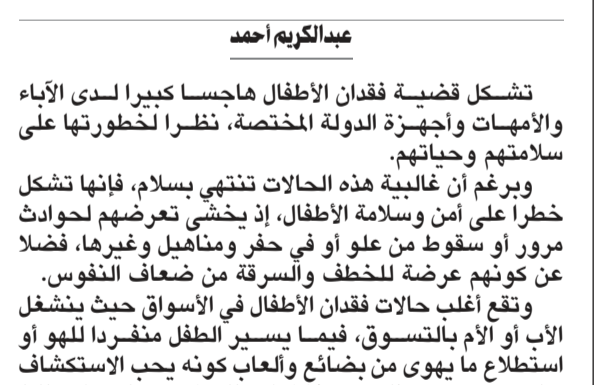 عبدالكريم أحمد
تشكل قضية فقدان الأطفال هاجسا كبيرا لدى الآباء
والأمهات وأجهزة الدولة المختصة، نظرا لخطورتها على
سلامتهم وحياتهم.
وبرغم أن غالبية هذه الحالات تنتهي بسلام، فإنها تشكل
خطرا على أمن وسلامة الأطفال، إذ يخشى تعرضهم لحوادث
مرور أو سقوط من علو أو في حفر ومناهيل وغيرها، فضلا
عن كونهم عرضة للخطف والسرقة من ضعاف النفوس.
وتقع أغلب حالات فقدان الأطفال في الأسواق حيث ينشغل
الأب أو الأم بالتسوق، فيما يسير الطفل منفردا للهو أو
استطلاع ما يهوى من بضائع وألعاب كونه يحب الاستكشاف